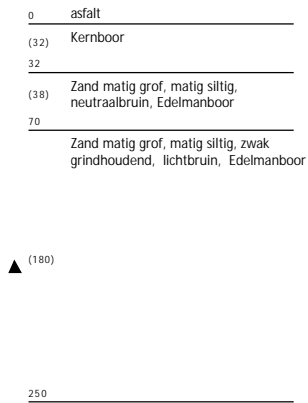 0 asfalt
(32) Kernboor
32
(38) Zand matig grof, matig siltig,
neutraalbruin, Edelmanboor
70
Zand matig grof, matig siltig, zwak
grindhoudend, lichtbruin, Edelmanboor
(180)
250